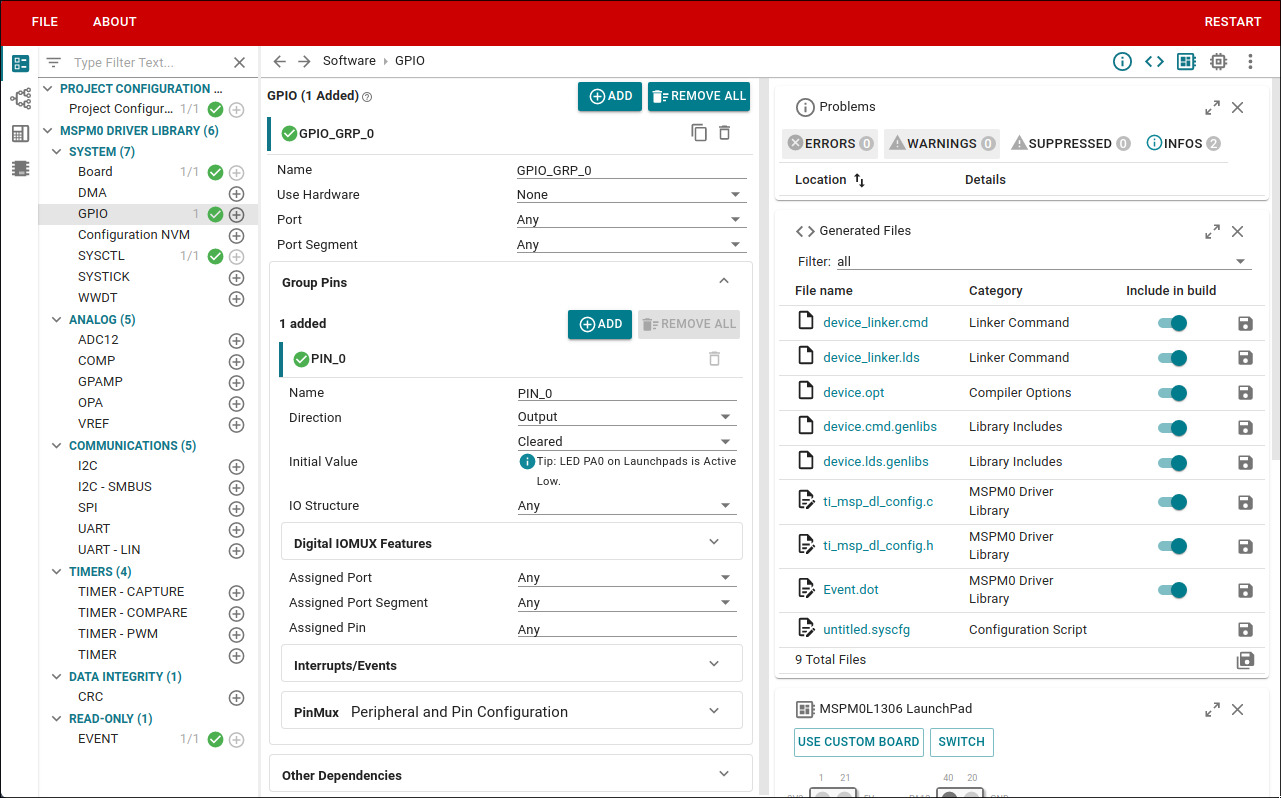 FILE
ABOUT
RESTART
Type Filter Text...
PROJECT CONFIGURATION ...
Project Configur... 1/1
MSPM0 DRIVER LIBRARY (6)
SYSTEM (7)
Board 1/1
DMA
GPIO 1
Configuration NVM
SYSCTL 1/1
SYSTICK
WWDT
ANALOG (5)
ADC12
COMP
GPAMP
OPA
VREF
COMMUNICATIONS (5)
I2C
I2C - SMBUS
SPI
UART
UART - LIN
TIMERS (4)
TIMER - CAPTURE
TIMER - COMPARE
TIMER - PWM
TIMER
DATA INTEGRITY (1)
CRC
READ-ONLY (1)
EVENT 1/1
Software › GPIO
GPIO (1 Added)
ADD
REMOVE ALL
GPIO_GRP_0
Name GPIO_GRP_0
Use Hardware None
Port Any
Port Segment Any
Group Pins
1 added
ADD
REMOVE ALL
PIN_0
Name PIN_0
Direction Output
Cleared
Initial Value Tip: LED PA0 on Launchpads is Active
Low.
IO Structure Any
Digital IOMUX Features
Assigned Port Any
Assigned Port Segment Any
Assigned Pin Any
Interrupts/Events
PinMux Peripheral and Pin Configuration
Other Dependencies
Problems
ERRORS 0
WARNINGS 0
SUPPRESSED 0
INFOS 2
Location Details
Generated Files
Filter: all
File name Category Include in build
device_linker.cmd Linker Command
device_linker.lds Linker Command
device.opt Compiler Options
device.cmd.genlibs Library Includes
device.lds.genlibs Library Includes
ti_msp_dl_config.c MSPM0 Driver
Library
ti_msp_dl_config.h MSPM0 Driver
Library
Event.dot MSPM0 Driver
Library
untitled.syscfg Configuration Script
9 Total Files
MSPM0L1306 LaunchPad
USE CUSTOM BOARD
SWITCH
1 21 40 20